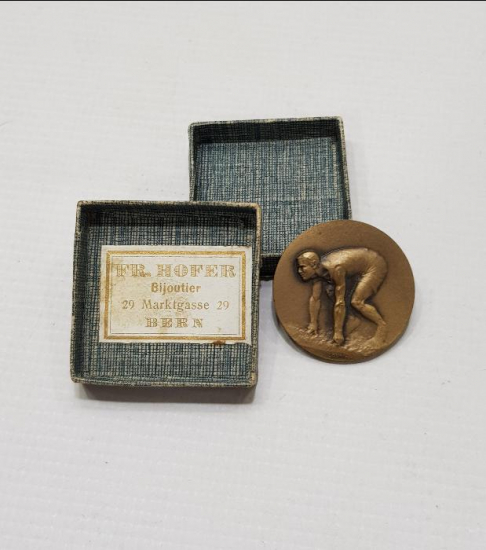 FR. HOFER
Bijoutier
29 Marktgasse 29
BERN